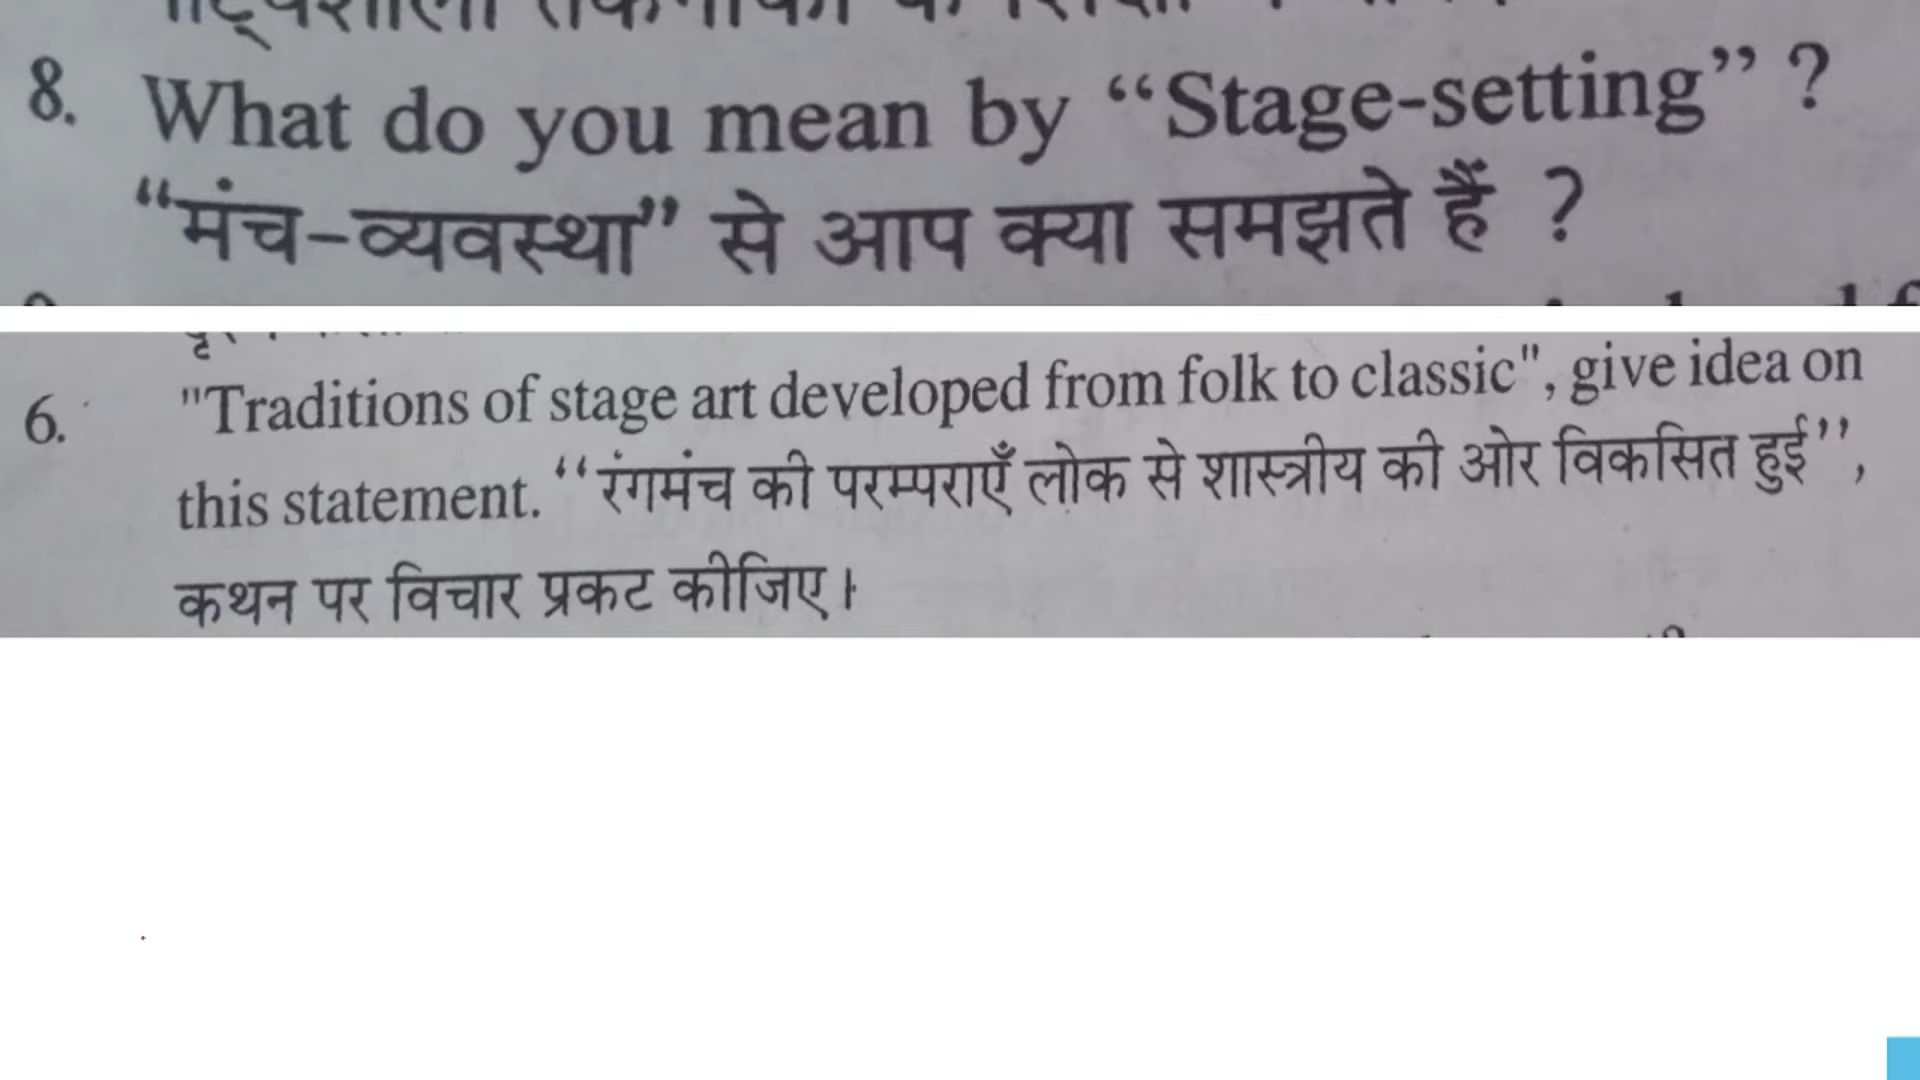 8. What do you mean by “Stage-setting” ?
“मंच-व्यवस्था” से आप क्या समझते हैं ?
6. "Traditions of stage art developed from folk to classic", give idea on
this statement. ‘‘रंगमंच की परम्पराएँ लोक से शास्त्रीय की ओर विकसित हुई’’,
कथन पर विचार प्रकट कीजिए।